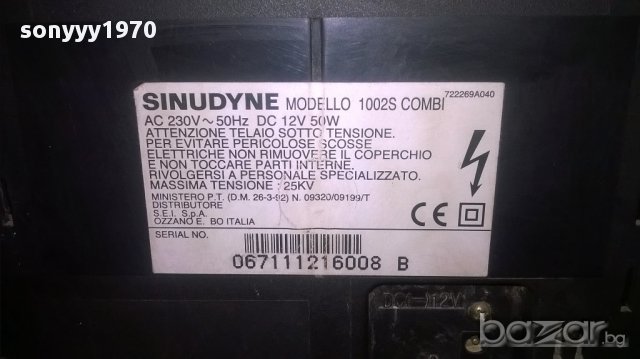 sonyyy1970
SINUDYNE MODELLO 1002S COMBI 722269A040
AC 230V ~ 50Hz DC 12V 50W
ATTENZIONE TELAIO SOTTO TENSIONE.
PER EVITARE PERICOLOSE SCOSSE
ELETTRICHE NON RIMUOVERE IL COPERCHIO
E NON TOCCARE PARTI INTERNE.
RIVOLGERSI A PERSONALE SPECIALIZZATO.
MASSIMA TENSIONE : 25KV
MINISTERO P.T. (D.M. 26-3-92) N. 09320/09199/T
DISTRIBUTORE
S.E.I. S.p.A.
OZZANO E. BO ITALIA
CE
SERIAL NO.
067111216008 B
bazar.bg